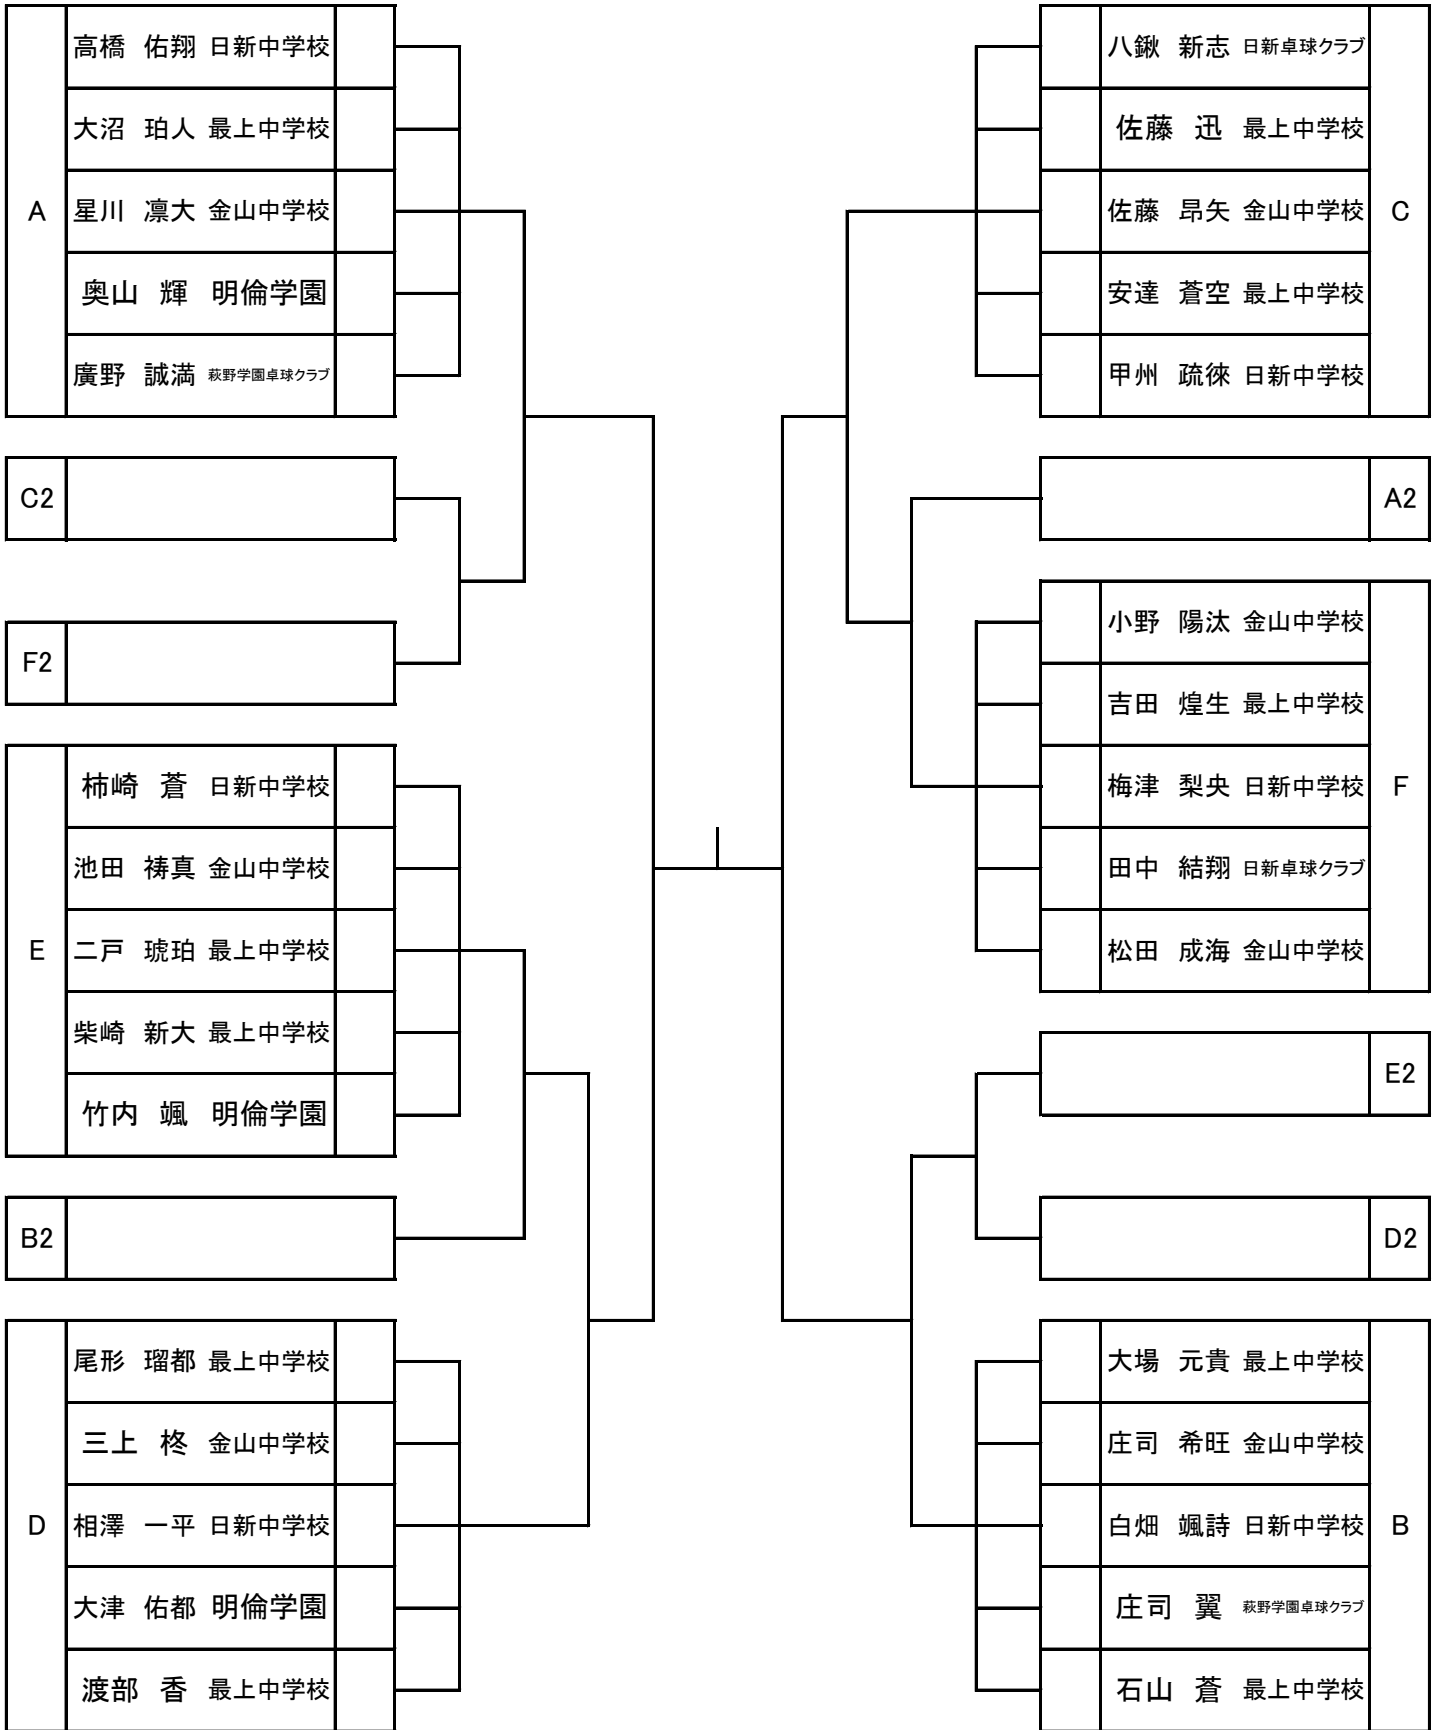 A
高橋 佑翔 日新中学校
大沼 珀人 最上中学校
星川 凛大 金山中学校
奥山 輝 明倫学園
廣野 誠満 萩野学園卓球クラブ
C2
F2
E
柿崎 蒼 日新中学校
池田 祷真 金山中学校
二戸 琥珀 最上中学校
柴崎 新大 最上中学校
竹内 颯 明倫学園
B2
D
尾形 瑠都 最上中学校
三上 柊 金山中学校
相澤 一平 日新中学校
大津 佑都 明倫学園
渡部 香 最上中学校
八鍬 新志 日新卓球クラブ
佐藤 迅 最上中学校
佐藤 昂矢 金山中学校
安達 蒼空 最上中学校
甲州 疏徠 日新中学校
C
A2
小野 陽汰 金山中学校
吉田 煌生 最上中学校
梅津 梨央 日新中学校
田中 結翔 日新卓球クラブ
松田 成海 金山中学校
F
E2
D2
大場 元貴 最上中学校
庄司 希旺 金山中学校
白畑 颯詩 日新中学校
庄司 翼 萩野学園卓球クラブ
石山 蒼 最上中学校
B